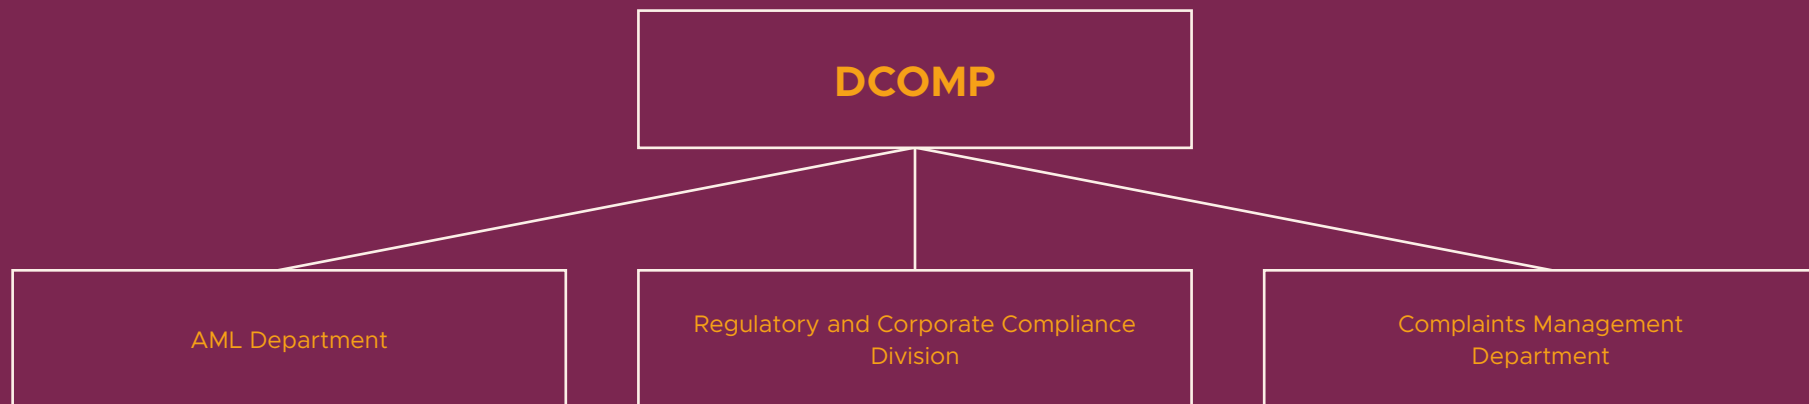 DCOMP
AML Department
Regulatory and Corporate Compliance
Division
Complaints Management
Department